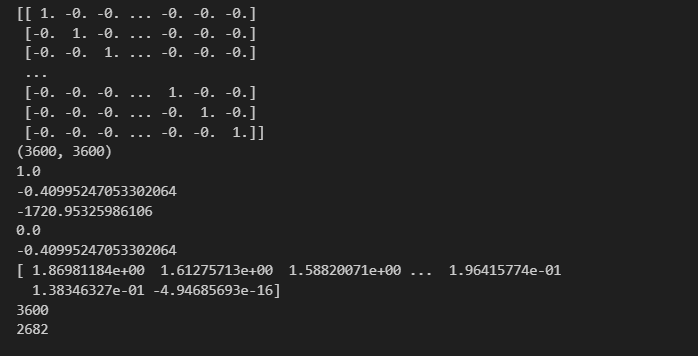 [[ 1. -0. -0. ... -0. -0. -0.]
[-0. 1. -0. ... -0. -0. -0.]
[-0. -0. 1. ... -0. -0. -0.]
...
[-0. -0. -0. ... 1. -0. -0.]
[-0. -0. -0. ... -0. 1. -0.]
[-0. -0. -0. ... -0. -0. 1.]]
(3600, 3600)
1.0
-0.40995247053302064
-1720.95325986106
0.0
-0.40995247053302064
[ 1.86981184e+00 1.61275713e+00 1.58820071e+00 ... 1.96415774e-01
1.38346327e-01 -4.94685693e-16]
3600
2682